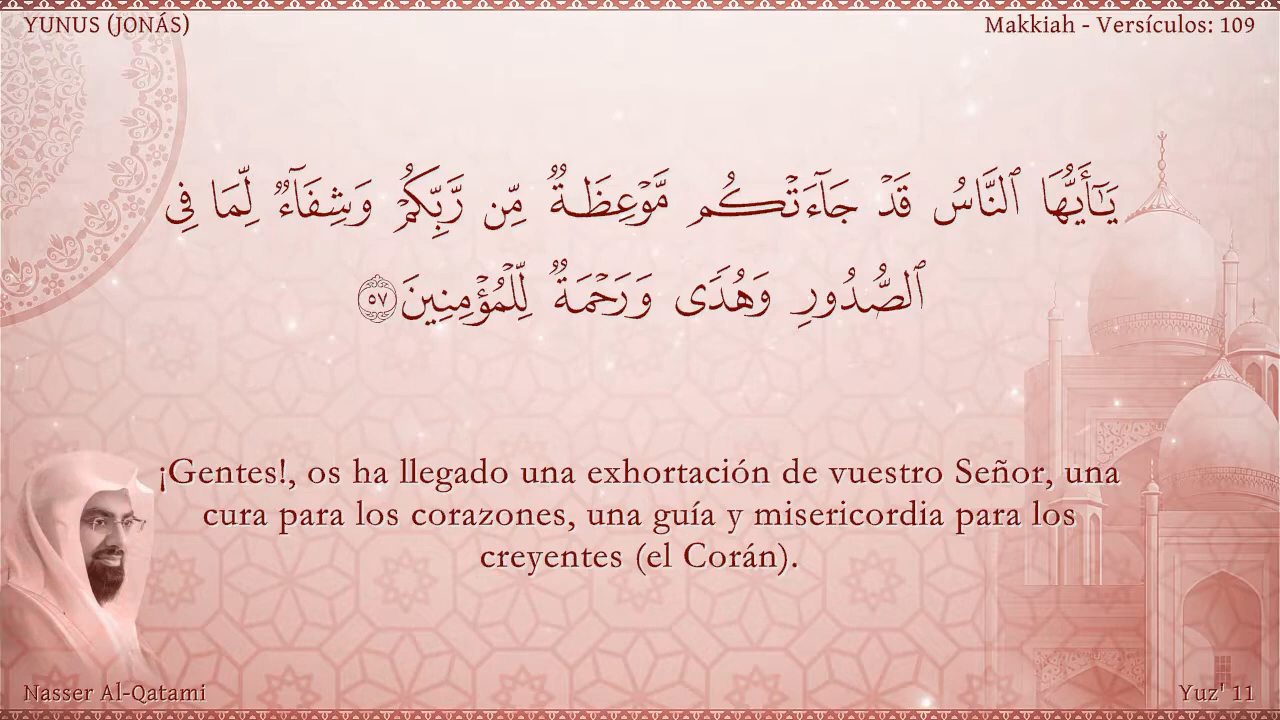 YUNUS (JONÁS)
Makkiah - Versículos: 109
يَـٰٓأَيُّهَا ٱلنَّاسُ قَدْ جَآءَتْكُم مَّوْعِظَةٌ مِّن رَّبِّكُمْ وَشِفَآءٌ لِّمَا فِى
ٱلصُّدُورِ وَهُدًى وَرَحْمَةٌ لِّلْمُؤْمِنِينَ ٥٧
¡Gentes!, os ha llegado una exhortación de vuestro Señor, una
cura para los corazones, una guía y misericordia para los
creyentes (el Corán).
Nasser Al-Qatami
Yuz' 11